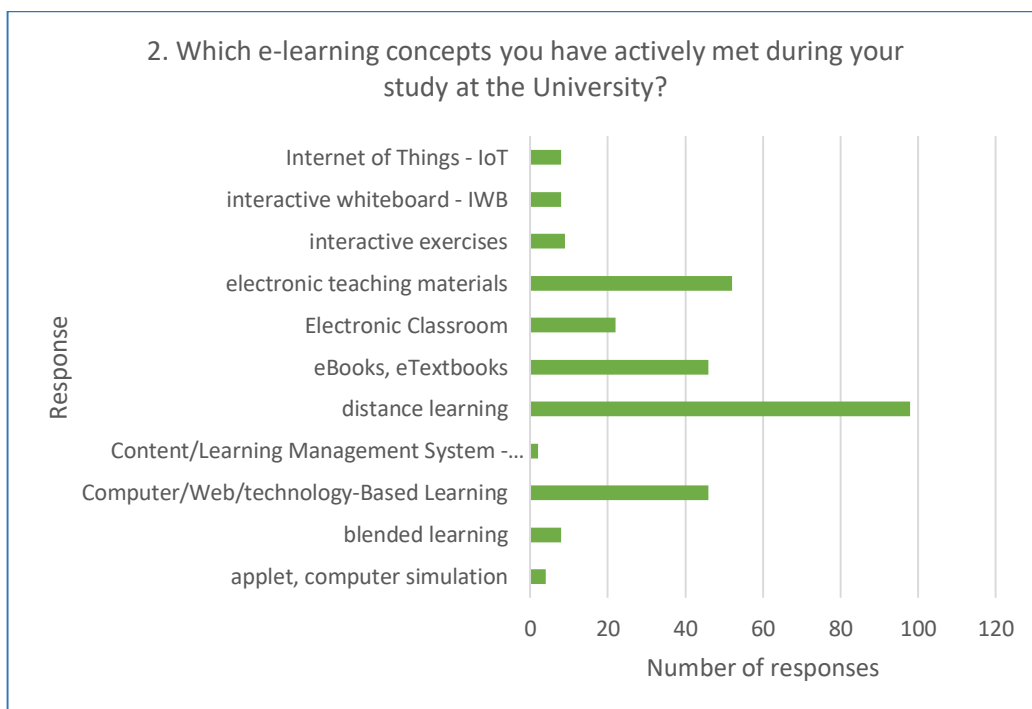 2. Which e-learning concepts you have actively met during your
study at the University?
Response
Internet of Things - IoT
interactive whiteboard - IWB
interactive exercises
electronic teaching materials
Electronic Classroom
eBooks, eTextbooks
distance learning
Content/Learning Management System -...
Computer/Web/technology-Based Learning
blended learning
applet, computer simulation
0 20 40 60 80 100 120
Number of responses